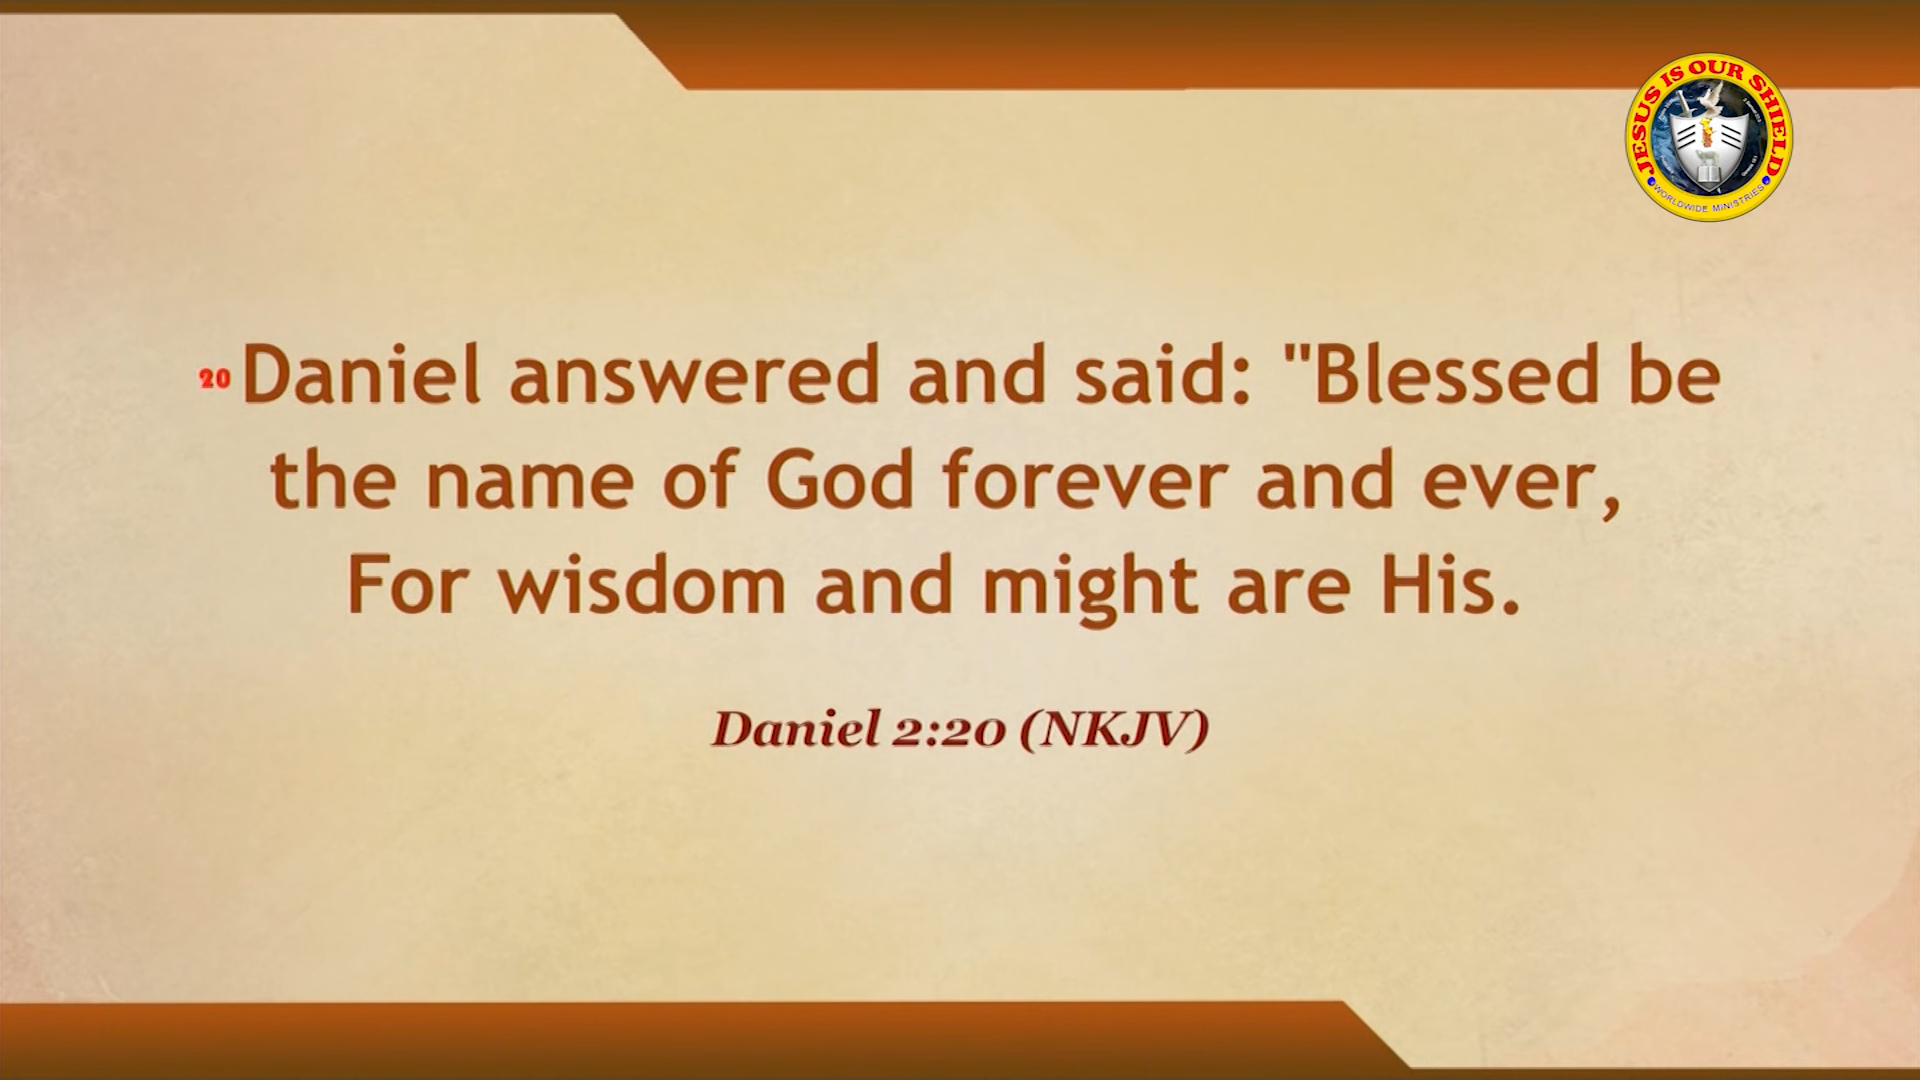 JESUS IS OUR SHIELD
WORLDWIDE MINISTRIES
20 Daniel answered and said: "Blessed be
the name of God forever and ever,
For wisdom and might are His.
Daniel 2:20 (NKJV)